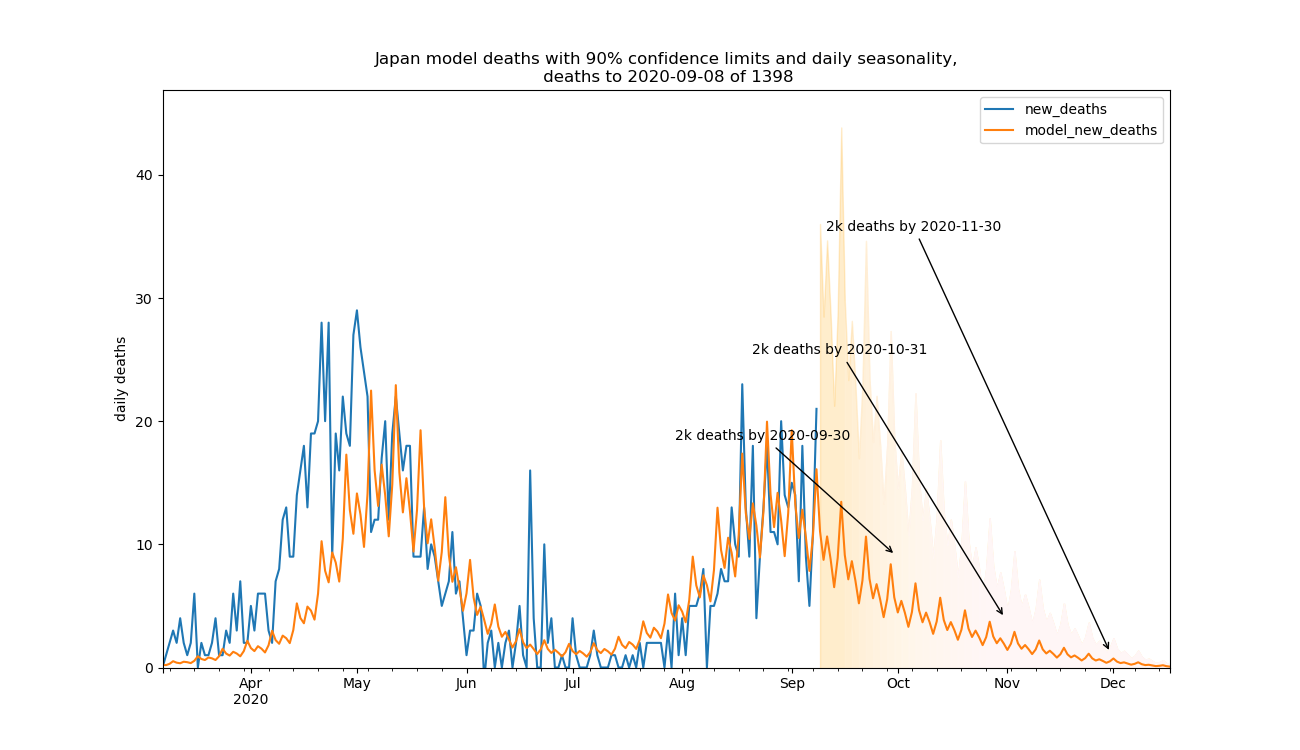 Japan model deaths with 90% confidence limits and daily seasonality,
deaths to 2020-09-08 of 1398
new_deaths
model_new_deaths
daily deaths
40
30
20
10
0
2k deaths by 2020-11-30
2k deaths by 2020-10-31
2k deaths by 2020-09-30
Apr
2020
May
Jun
Jul
Aug
Sep
Oct
Nov
Dec